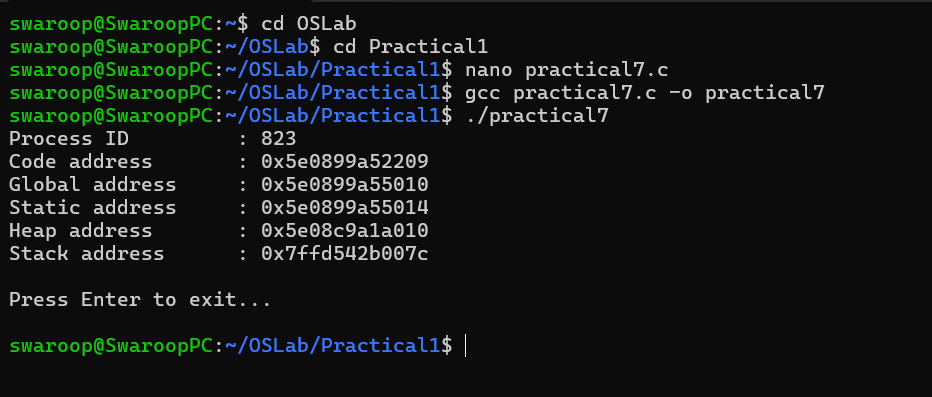 swaroop@SwaroopPC:~$ cd OSLab
swaroop@SwaroopPC:~/OSLab$ cd Practical1
swaroop@SwaroopPC:~/OSLab/Practical1$ nano practical7.c
swaroop@SwaroopPC:~/OSLab/Practical1$ gcc practical7.c -o practical7
swaroop@SwaroopPC:~/OSLab/Practical1$ ./practical7
Process ID         : 823
Code address       : 0x5e0899a52209
Global address     : 0x5e0899a55010
Static address     : 0x5e0899a55014
Heap address       : 0x5e08c9a1a010
Stack address      : 0x7ffd542b007c
Press Enter to exit...
swaroop@SwaroopPC:~/OSLab/Practical1$